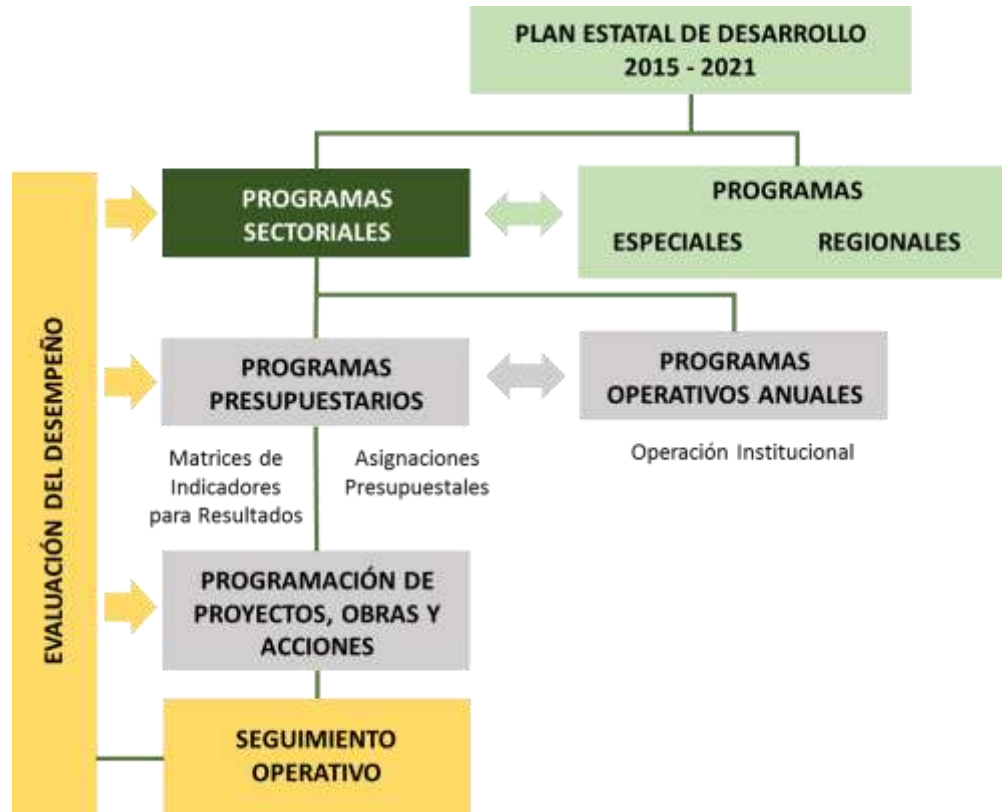 PLAN ESTATAL DE DESARROLLO
2015 - 2021
PROGRAMAS
SECTORIALES
PROGRAMAS
ESPECIALES REGIONALES
EVALUACIÓN DEL DESEMPEÑO
PROGRAMAS
PRESUPUESTARIOS
PROGRAMAS
OPERATIVOS ANUALES
Matrices de
Indicadores
para Resultados
Asignaciones
Presupuestales
Operación Institucional
PROGRAMACIÓN DE
PROYECTOS, OBRAS Y
ACCIONES
SEGUIMIENTO
OPERATIVO